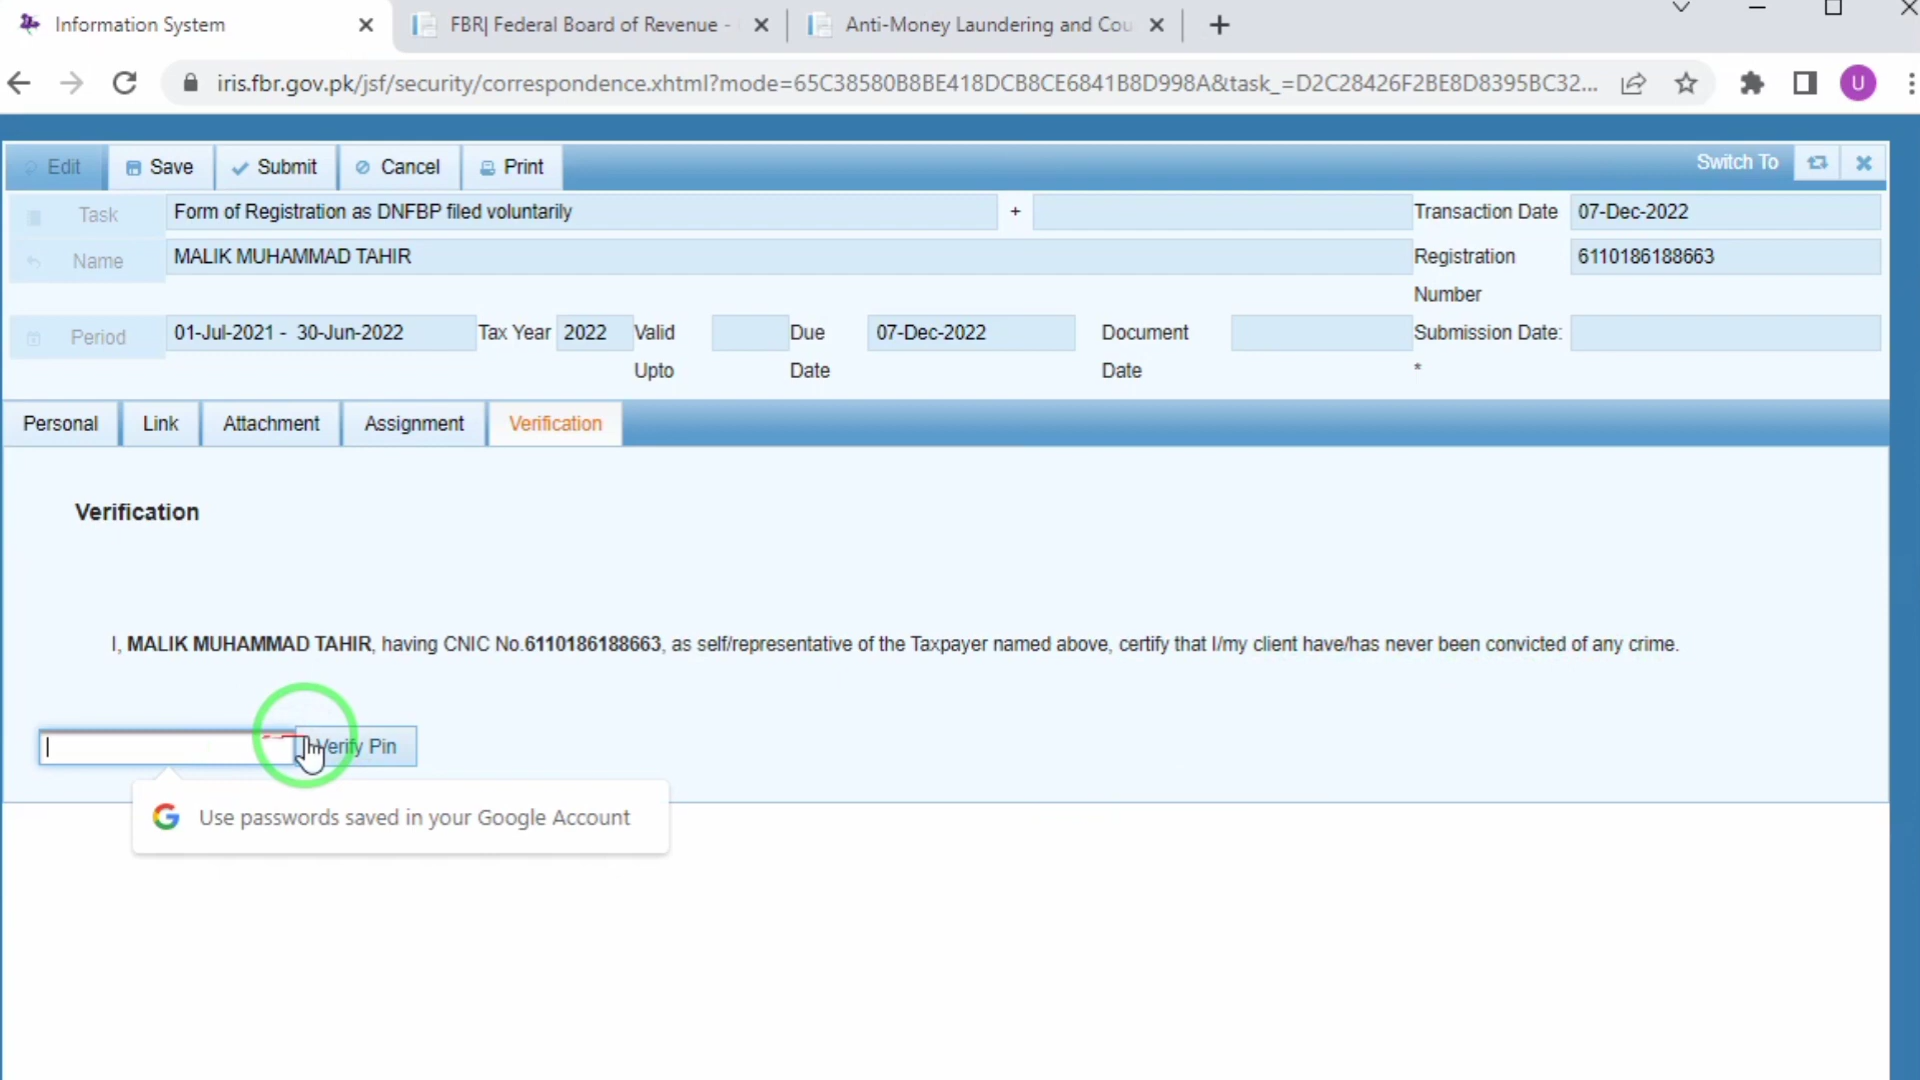 Information System
FBR| Federal Board of Revenue -
Anti-Money Laundering and Cou
iris.fbr.gov.pk/jsf/security/correspondence.xhtml?mode=65C38580B8BE418DCB8CE6841B8D998A&task_=D2C28426F2BE8D8395BC32...
U
Edit Save Submit Cancel Print Switch To
Task Form of Registration as DNFBP filed voluntarily + Transaction Date 07-Dec-2022
Name MALIK MUHAMMAD TAHIR Registration Number 6110186188663
Period 01-Jul-2021 - 30-Jun-2022 Tax Year 2022 Valid Upto Due Date 07-Dec-2022 Document Date Submission Date: *
Personal Link Attachment Assignment Verification
Verification
I, MALIK MUHAMMAD TAHIR, having CNIC No.6110186188663, as self/representative of the Taxpayer named above, certify that I/my client have/has never been convicted of any crime.
Verify Pin
Use passwords saved in your Google Account